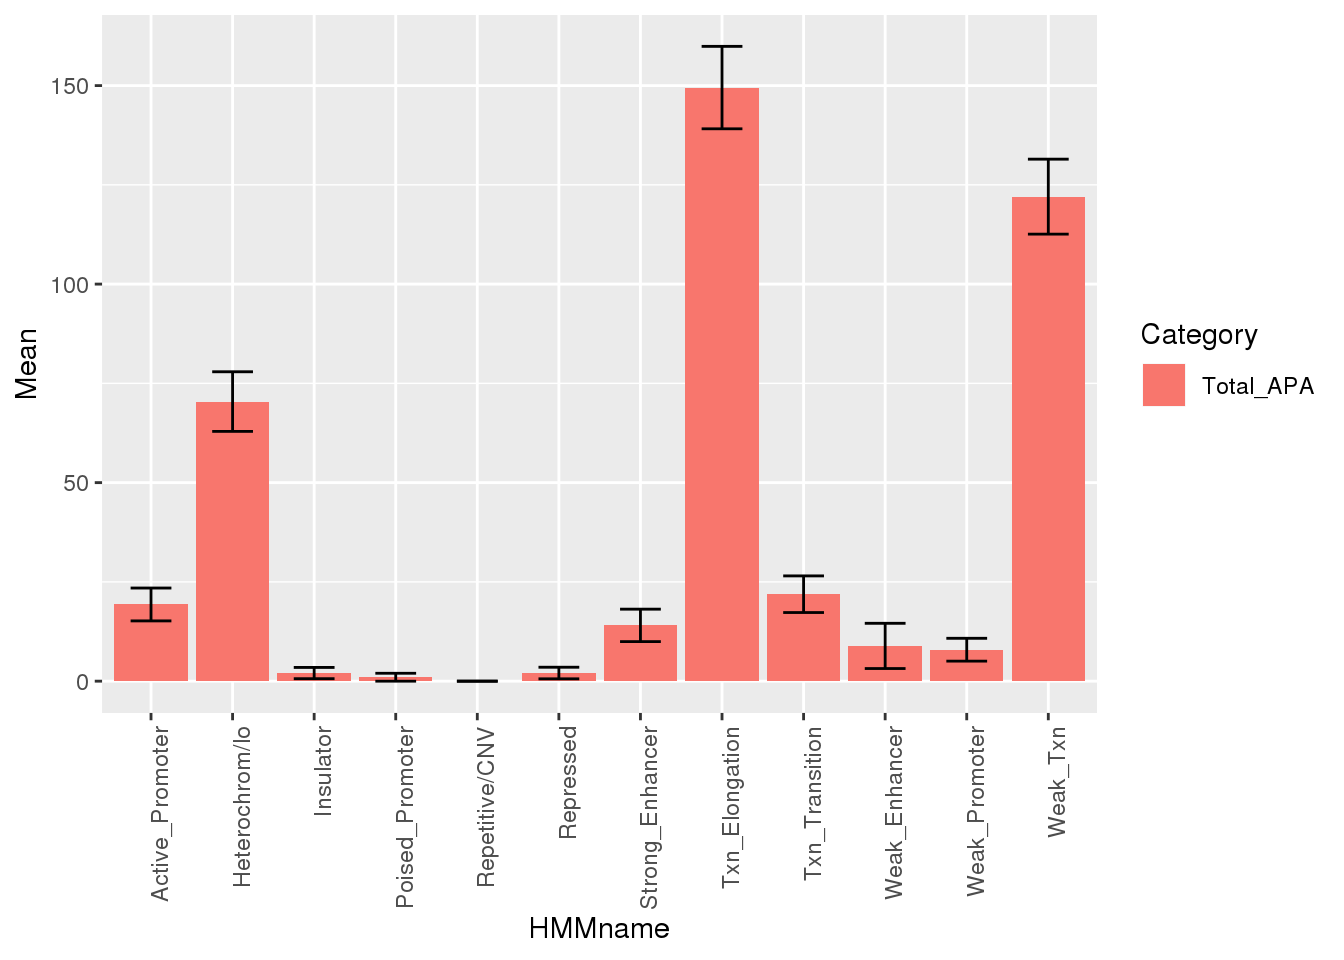 150
100
50
0
Mean
Active_Promoter
Heterochrom/lo
Insulator
Poised_Promoter
Repetitive/CNV
Repressed
Strong_Enhancer
Txn_Elongation
Txn_Transition
Weak_Enhancer
Weak_Promoter
Weak_Txn
HMMname
Category
Total_APA